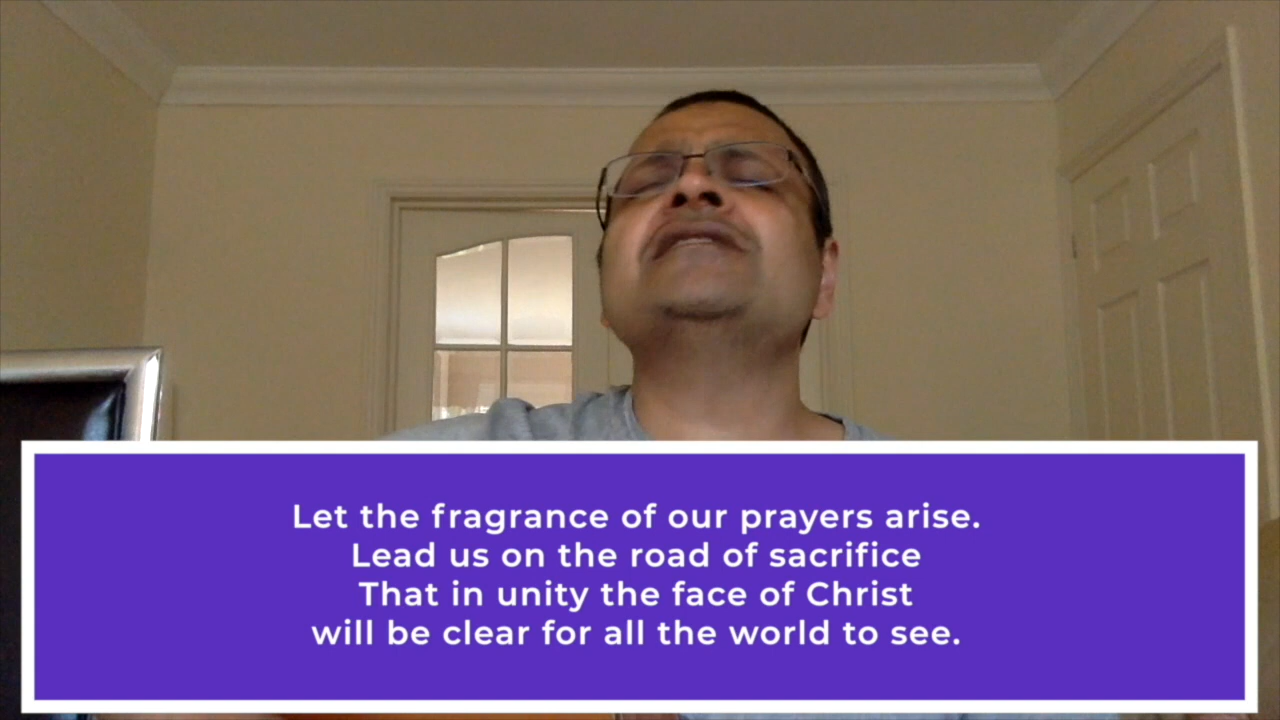 Let the fragrance of our prayers arise.
Lead us on the road of sacrifice
That in unity the face of Christ
will be clear for all the world to see.